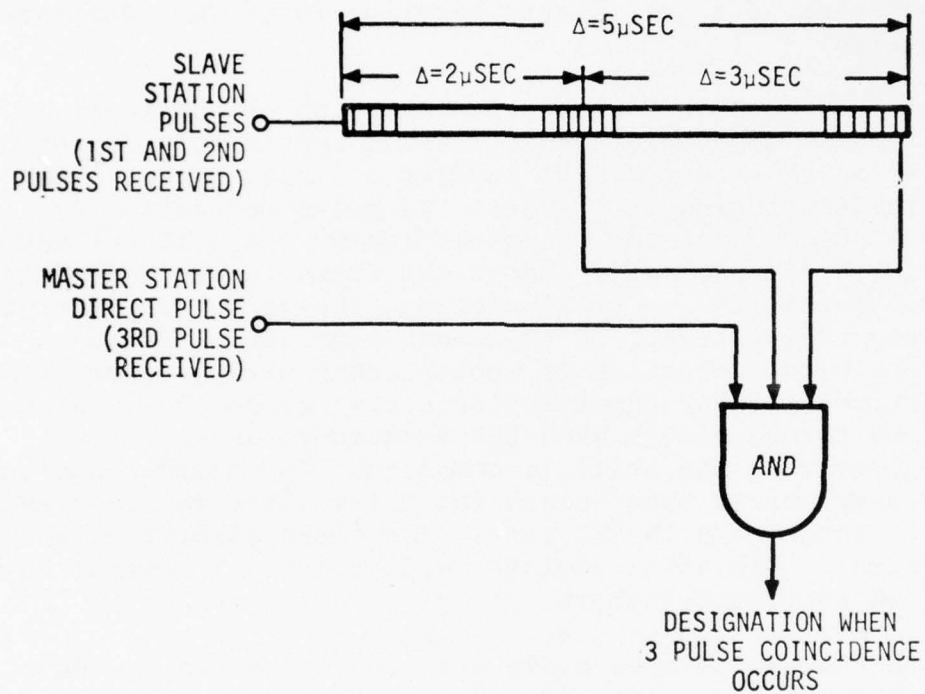 Δ=5μSEC
Δ=2μSEC
Δ=3μSEC
SLAVE
STATION
PULSES
(1ST AND 2ND
PULSES RECEIVED)
MASTER STATION
DIRECT PULSE
(3RD PULSE
RECEIVED)
AND
DESIGNATION WHEN
3 PULSE COINCIDENCE
OCCURS